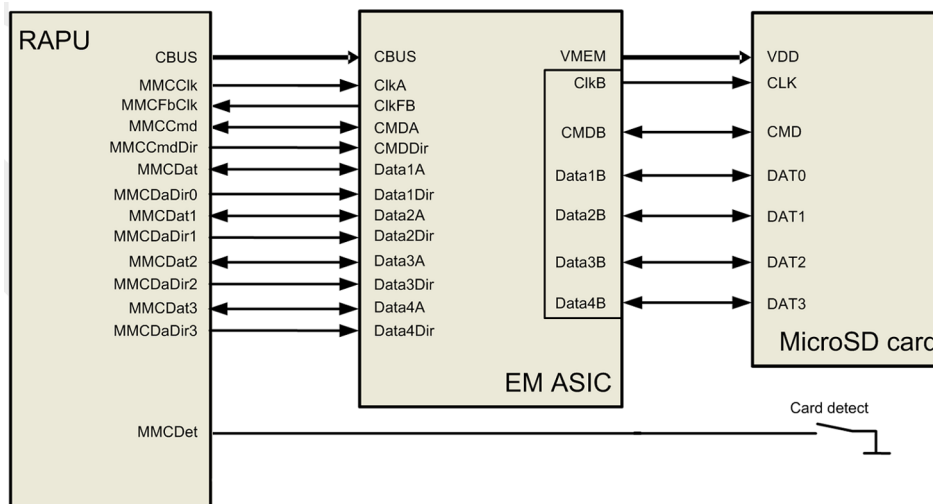 RAPU
CBUS CBUS VMEM VDD
MMCClk ClkA ClkB CLK
MMCFbClk ClkFB
MMCCmd CMDA CMDB CMD
MMCCmdDir CMDDir
MMCDat Data1A Data1B DAT0
MMCDaDir0 Data1Dir
MMCDat1 Data2A Data2B DAT1
MMCDaDir1 Data2Dir
MMCDat2 Data3A Data3B DAT2
MMCDaDir2 Data3Dir
MMCDat3 Data4A Data4B DAT3
MMCDaDir3 Data4Dir
MicroSD card
EM ASIC
Card detect
MMCDet